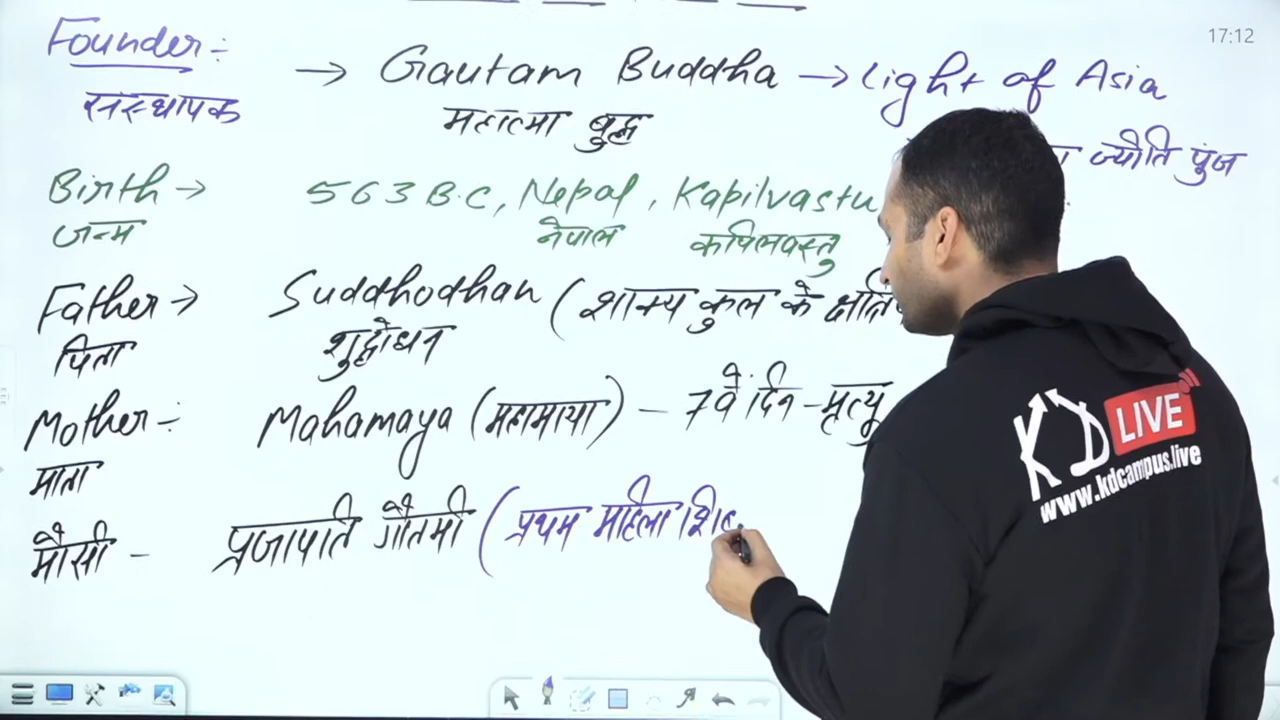 Founder:-
→ Gautam Buddha → Light of Asia
संस्थापक
महात्मा बुद्ध
ज्योति पुंज
Birth → 563 B.C, Nepal, Kapilvastu
जन्म नेपाल कपिलवस्तु
Father → Suddhodhan (शाक्य कुल के क्षत्रि
पिता शुद्धोधन
Mother:- Mahamaya (महामाया) – 7वें दिन – मृत्यु
माता
मौसी – प्रजापति गौतमी (प्रथम महिला शि
17:12
KD LIVE
www.kdcampus.live